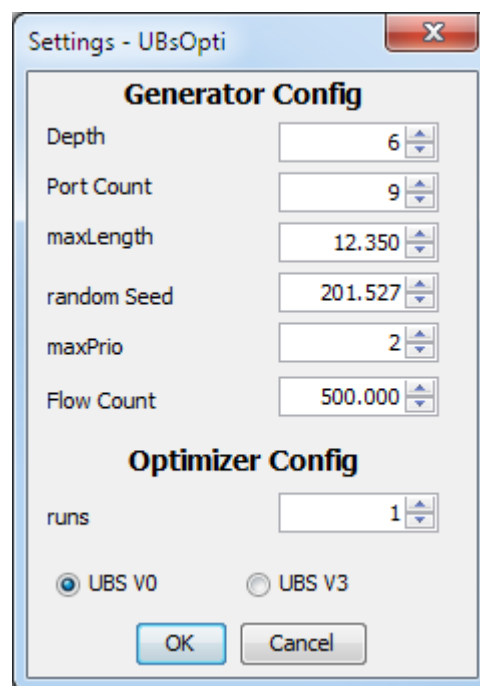 Settings - UBsOpti
Generator Config
Depth 6
Port Count 9
maxLength 12.350
random Seed 201.527
maxPrio 2
Flow Count 500.000
Optimizer Config
runs 1
UBS V0 UBS V3
OK Cancel